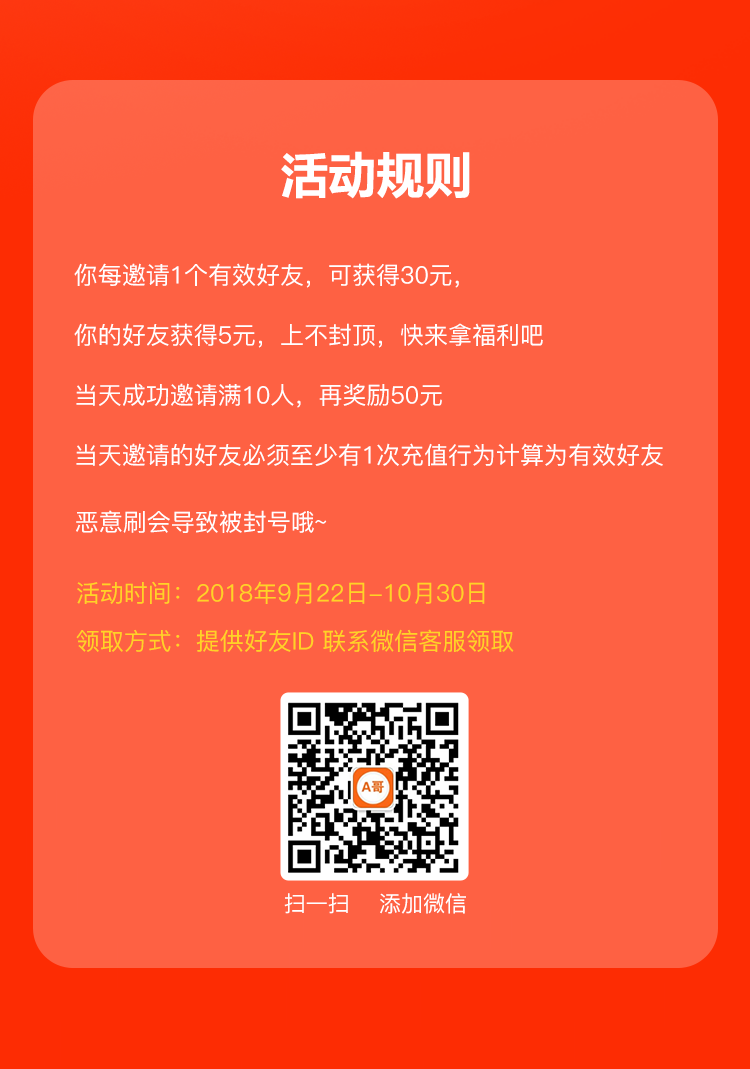 活动规则
你每邀请1个有效好友，可获得30元，
你的好友获得5元，上不封顶，快来拿福利吧
当天成功邀请满10人，再奖励50元
当天邀请的好友必须至少有1次充值行为计算为有效好友
恶意刷会导致被封号哦~
活动时间：2018年9月22日-10月30日
领取方式：提供好友ID 联系微信客服领取
A哥
扫一扫 添加微信